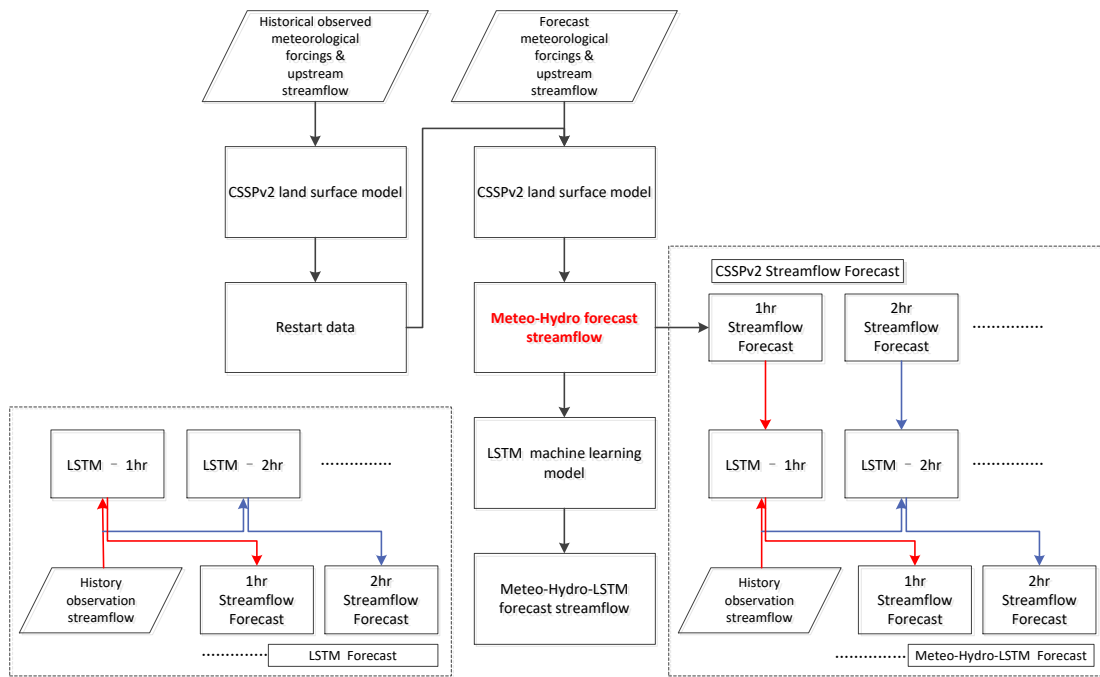 Historical observed
meteorological
forcings &
upstream
streamflow
Forecast
meteorological
forcings &
upstream
streamflow
CSSPv2 land surface model
CSSPv2 land surface model
Restart data
Meteo-Hydro forecast
streamflow
LSTM machine learning
model
Meteo-Hydro-LSTM
forecast streamflow
LSTM – 1hr
LSTM – 2hr
History
observation
streamflow
1hr
Streamflow
Forecast
2hr
Streamflow
Forecast
LSTM Forecast
CSSPv2 Streamflow Forecast
1hr
Streamflow
Forecast
2hr
Streamflow
Forecast
LSTM – 1hr
LSTM – 2hr
History
observation
streamflow
1hr
Streamflow
Forecast
2hr
Streamflow
Forecast
Meteo-Hydro-LSTM Forecast